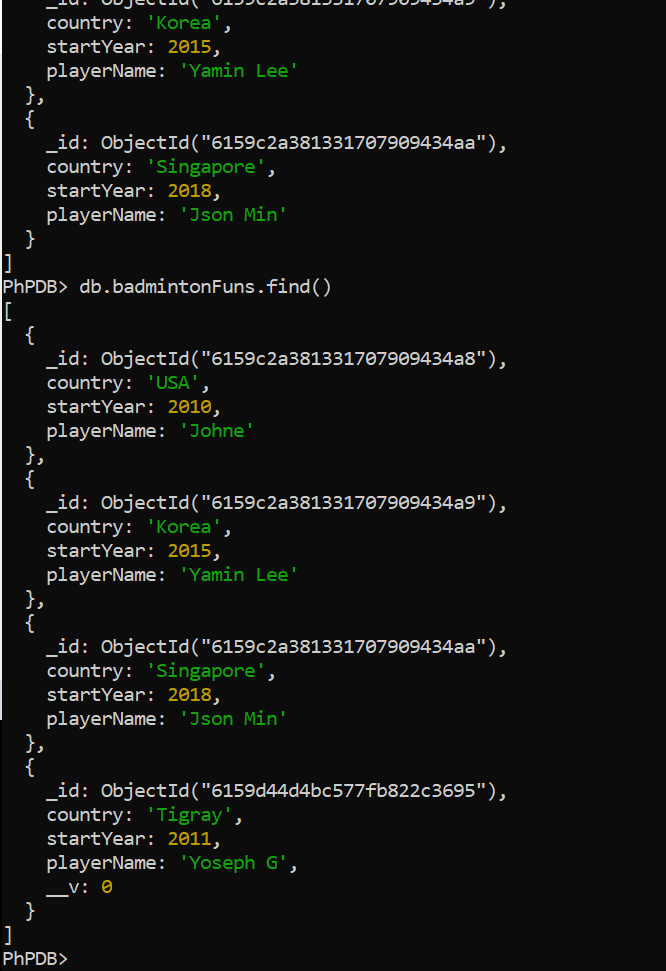 _id: ObjectId("6159c2a381331707909434a9"),
country: 'Korea',
startYear: 2015,
playerName: 'Yamin Lee'
},
{
_id: ObjectId("6159c2a381331707909434aa"),
country: 'Singapore',
startYear: 2018,
playerName: 'Json Min'
}
]
PhPDB> db.badmintonFuns.find()
[
{
_id: ObjectId("6159c2a381331707909434a8"),
country: 'USA',
startYear: 2010,
playerName: 'Johne'
},
{
_id: ObjectId("6159c2a381331707909434a9"),
country: 'Korea',
startYear: 2015,
playerName: 'Yamin Lee'
},
{
_id: ObjectId("6159c2a381331707909434aa"),
country: 'Singapore',
startYear: 2018,
playerName: 'Json Min'
},
{
_id: ObjectId("6159d44d4bc577fb822c3695"),
country: 'Tigray',
startYear: 2011,
playerName: 'Yoseph G',
__v: 0
}
]
PhPDB>